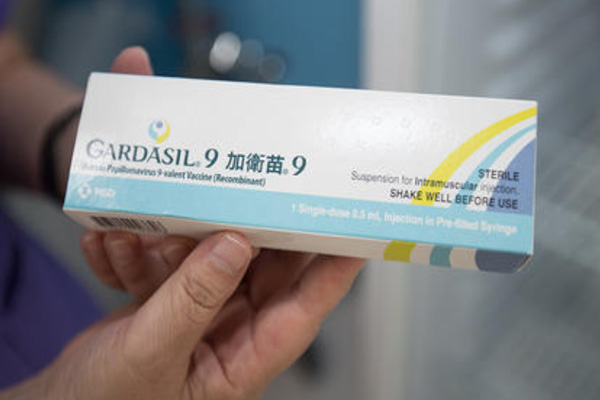 GARDASIL® 9 加衛苗® 9
Human Papillomavirus 9-valent Vaccine (Recombinant)
MSD
Suspension for Intramuscular injection.
STERILE
SHAKE WELL BEFORE USE
1 Single-dose 0.5 mL Injection in Pre-filled Syringe